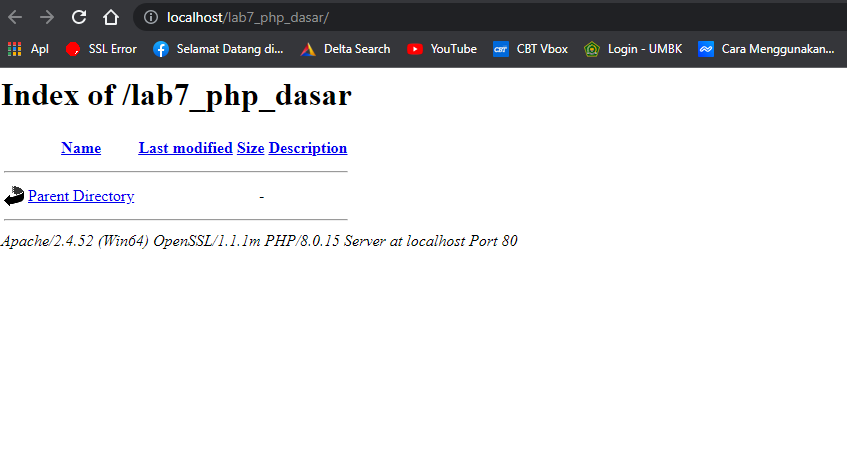 localhost/lab7_php_dasar/
Apl SSL Error Selamat Datang di... Delta Search YouTube CBT CBT Vbox Login - UMBK Cara Menggunakan...
Index of /lab7_php_dasar
Name Last modified Size Description
Parent Directory -
Apache/2.4.52 (Win64) OpenSSL/1.1.1m PHP/8.0.15 Server at localhost Port 80